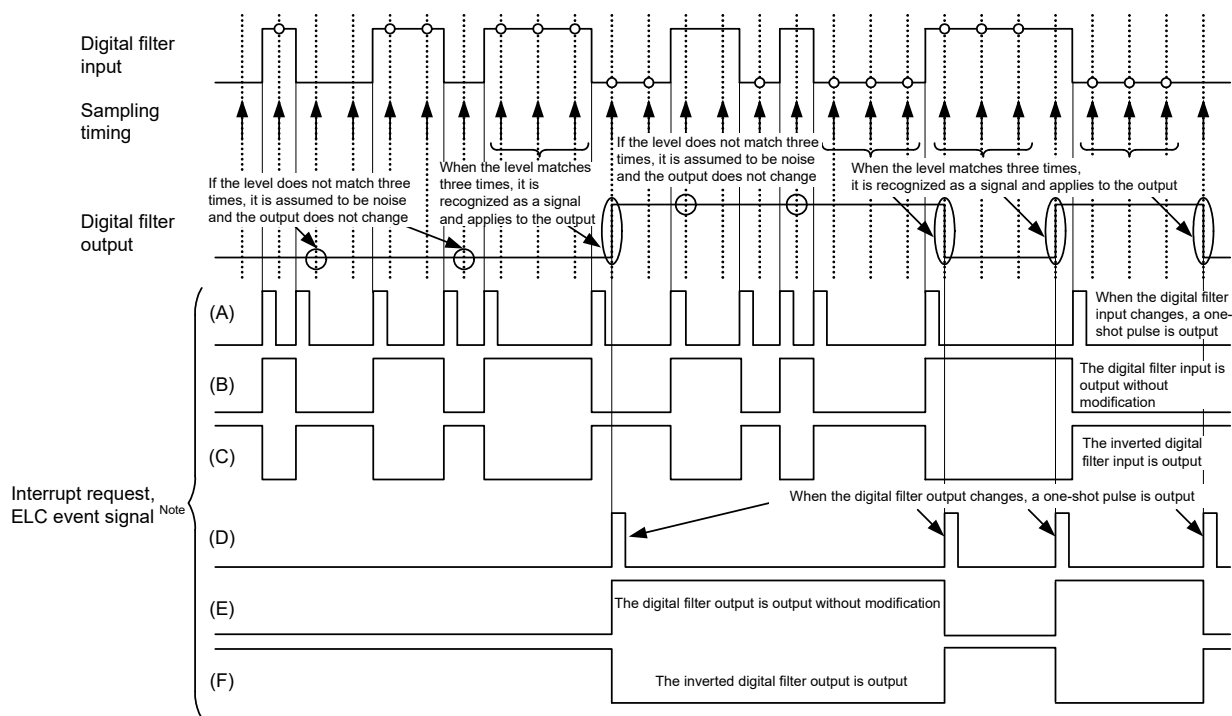 Digital filter
input
Sampling
timing
If the level does not match three
times, it is assumed to be noise
and the output does not change
When the level matches
three times, it is
recognized as a signal
and applies to the output
If the level does not match three
times, it is assumed to be noise
and the output does not change
When the level matches three times,
it is recognized as a signal and applies to the output
Digital filter
output
(A)
When the digital filter
input changes, a one-
shot pulse is output
(B)
The digital filter input is
output without
modification
(C)
The inverted digital
filter input is output
Interrupt request,
ELC event signal Note
When the digital filter output changes, a one-shot pulse is output
(D)
(E)
The digital filter output is output without modification
(F)
The inverted digital filter output is output